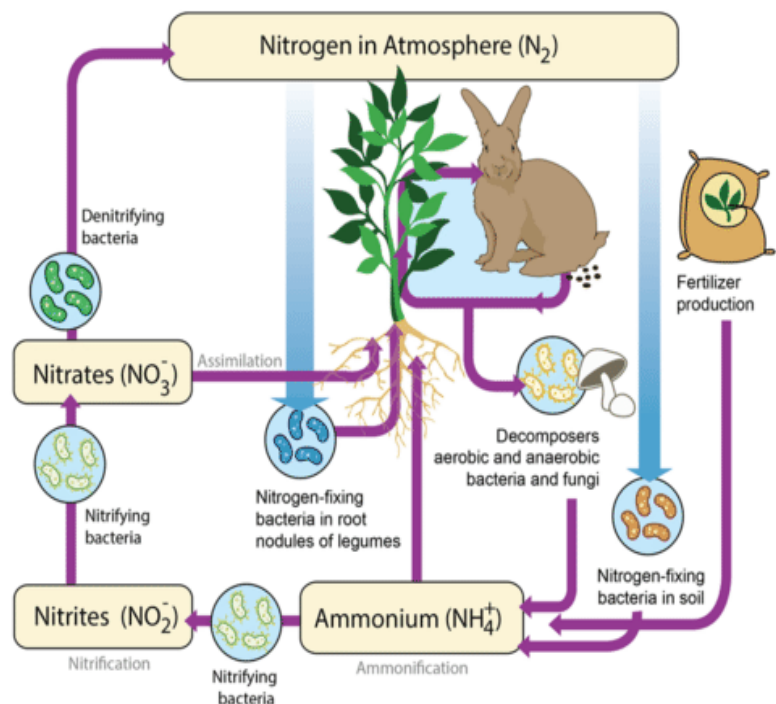 Nitrogen in Atmosphere (N₂)
Denitrifying
bacteria
Fertilizer
production
Nitrates (NO₃⁻)
Assimilation
Decomposers
aerobic and anaerobic
bacteria and fungi
Nitrifying
bacteria
Nitrogen-fixing
bacteria in root
nodules of legumes
Nitrogen-fixing
bacteria in soil
Nitrites (NO₂⁻)
Ammonium (NH₄⁺)
Nitrification
Ammonification
Nitrifying
bacteria